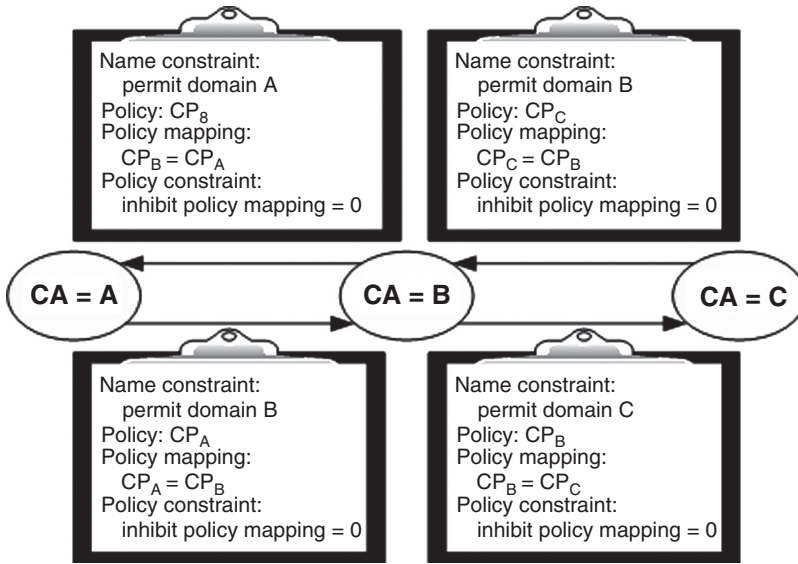 Name constraint:
permit domain A
Policy: CP8
Policy mapping:
CPB = CPA
Policy constraint:
inhibit policy mapping = 0
Name constraint:
permit domain B
Policy: CPC
Policy mapping:
CPC = CPB
Policy constraint:
inhibit policy mapping = 0
CA = A
CA = B
CA = C
Name constraint:
permit domain B
Policy: CPA
Policy mapping:
CPA = CPB
Policy constraint:
inhibit policy mapping = 0
Name constraint:
permit domain C
Policy: CPB
Policy mapping:
CPB = CPC
Policy constraint:
inhibit policy mapping = 0